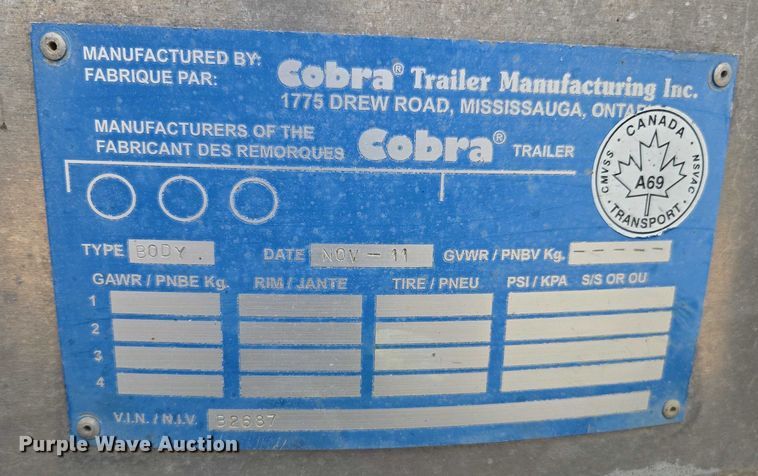 MANUFACTURED BY:
FABRIQUE PAR:
Cobra® Trailer Manufacturing Inc.
1775 DREW ROAD, MISSISSAUGA,
MANUFACTURERS OF THE
FABRICANT DES REMORQUES
Cobra® TRAILER
CANADA
CMVSS
NSVAC
A69
TRANSPORT
TYPE BODY. DATE NOV - 11 GVWR / PNBV Kg. -----
GAWR / PNBE Kg. RIM / JANTE TIRE / PNEU PSI / KPA S/S OR OU
1
2
3
4
V.I.N. / N.I.V. B2687
Purple Wave Auction